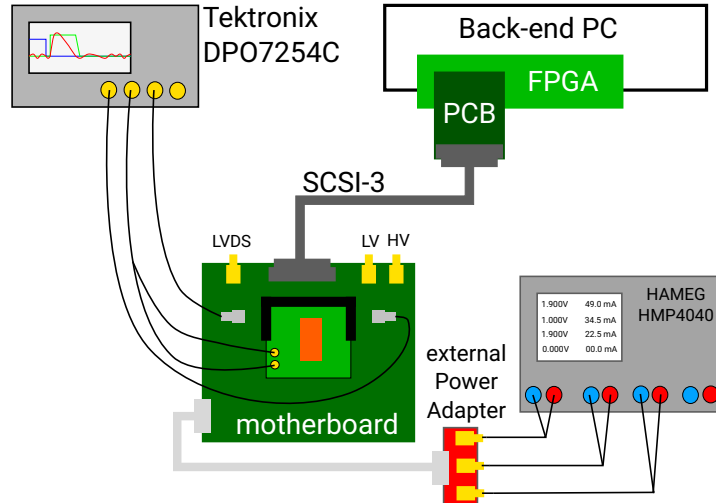 Tektronix
DPO7254C
Back-end PC
FPGA
PCB
SCSI-3
LVDS
LV
HV
HAMEG
HMP4040
1.900V 49.0 mA
1.000V 34.5 mA
1.900V 22.5 mA
0.000V 00.0 mA
external
Power
Adapter
motherboard